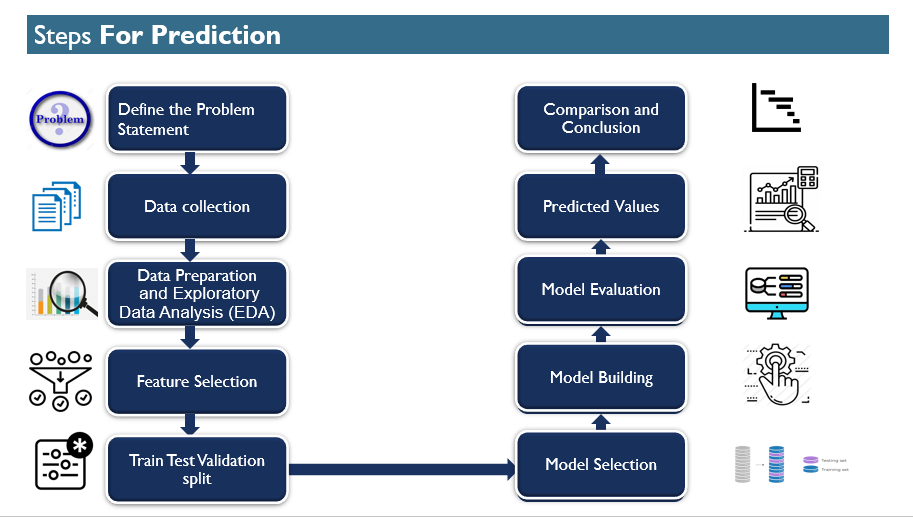 Steps For Prediction
Problem
?
Define the Problem
Statement
Data collection
Data Preparation
and Exploratory
Data Analysis (EDA)
Feature Selection
*
Train Test Validation
split
Comparison and
Conclusion
Predicted Values
Model Evaluation
Model Building
Model Selection
Testing set
Training set